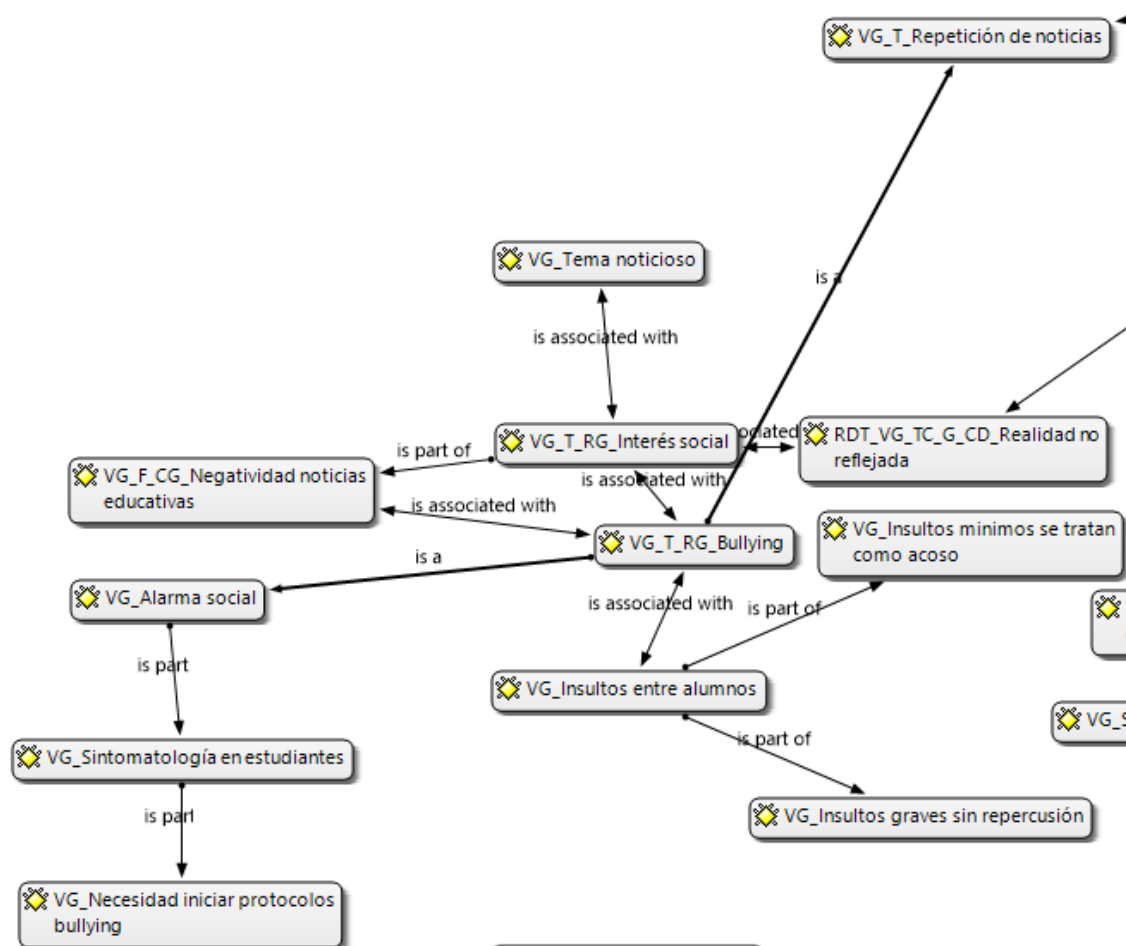 VG_T_Repetición de noticias
VG_Tema noticioso
is a
is associated with
VG_T_RG_Interés social
ociated
RDT_VG_TC_G_CD_Realidad no
reflejada
is part of
VG_F_CG_Negatividad noticias
educativas
is associated with
is associated with
VG_T_RG_Bullying
VG_Insultos minimos se tratan
como acoso
is a
VG_Alarma social
is associated with
is part of
is part
VG_Insultos entre alumnos
VG_S
is part of
VG_Sintomatología en estudiantes
is part
VG_Insultos graves sin repercusión
VG_Necesidad iniciar protocolos
bullying